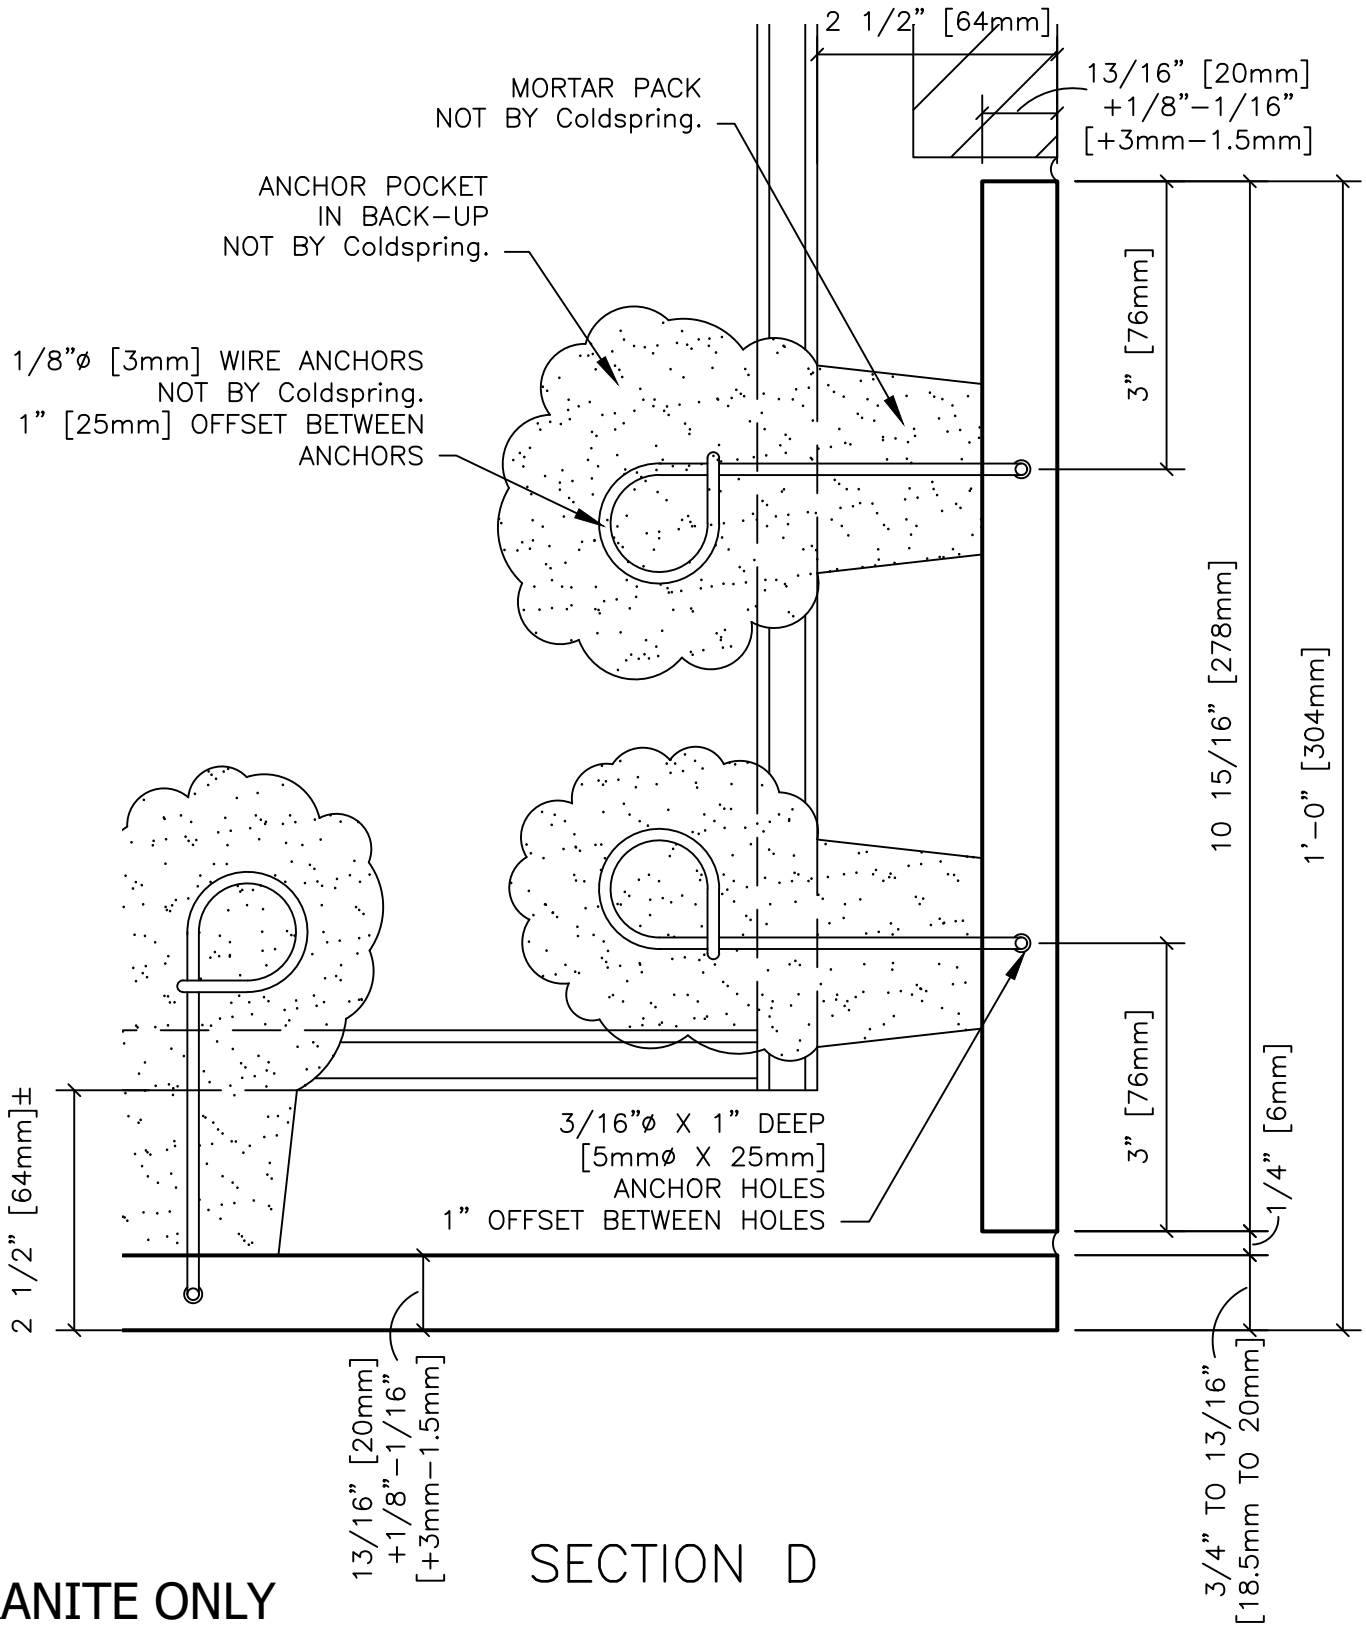 2 1/2” [64mm]
13/16” [20mm]
+1/8”−1/16”
[+3mm−1.5mm]
MORTAR PACK
NOT BY Coldspring.
ANCHOR POCKET
IN BACK−UP
NOT BY Coldspring.
1/8”ø [3mm] WIRE ANCHORS
NOT BY Coldspring.
1” [25mm] OFFSET BETWEEN
ANCHORS
3” [76mm]
10 15/16” [278mm]
1’−0” [304mm]
3” [76mm]
1/4” [6mm]
2 1/2” [64mm]±
3/16”ø X 1” DEEP
[5mmø X 25mm]
ANCHOR HOLES
1” OFFSET BETWEEN HOLES
13/16” [20mm]
+1/8”−1/16”
[+3mm−1.5mm]
3/4” TO 13/16”
[18.5mm TO 20mm]
SECTION D
ANITE ONLY